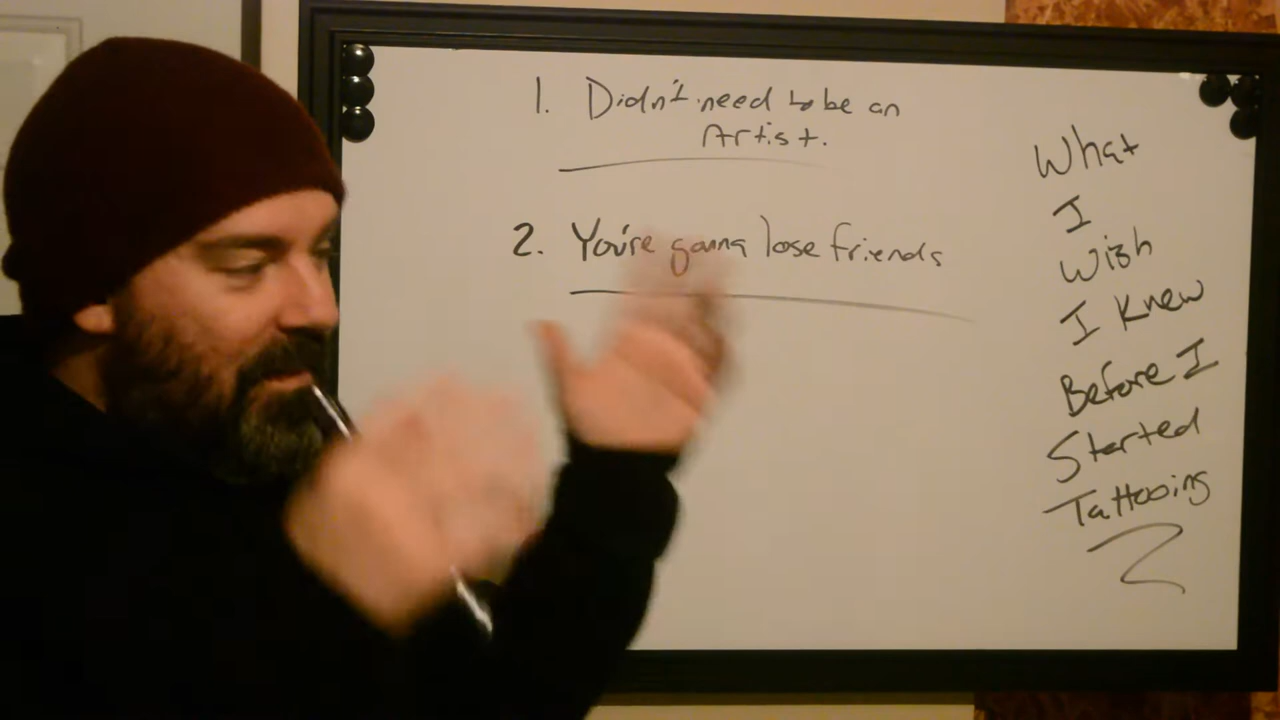 1. Didn't need to be an
Artist.
2. You're gonna lose friends
What
I
Wish
I Knew
Before I
Started
Tattooing